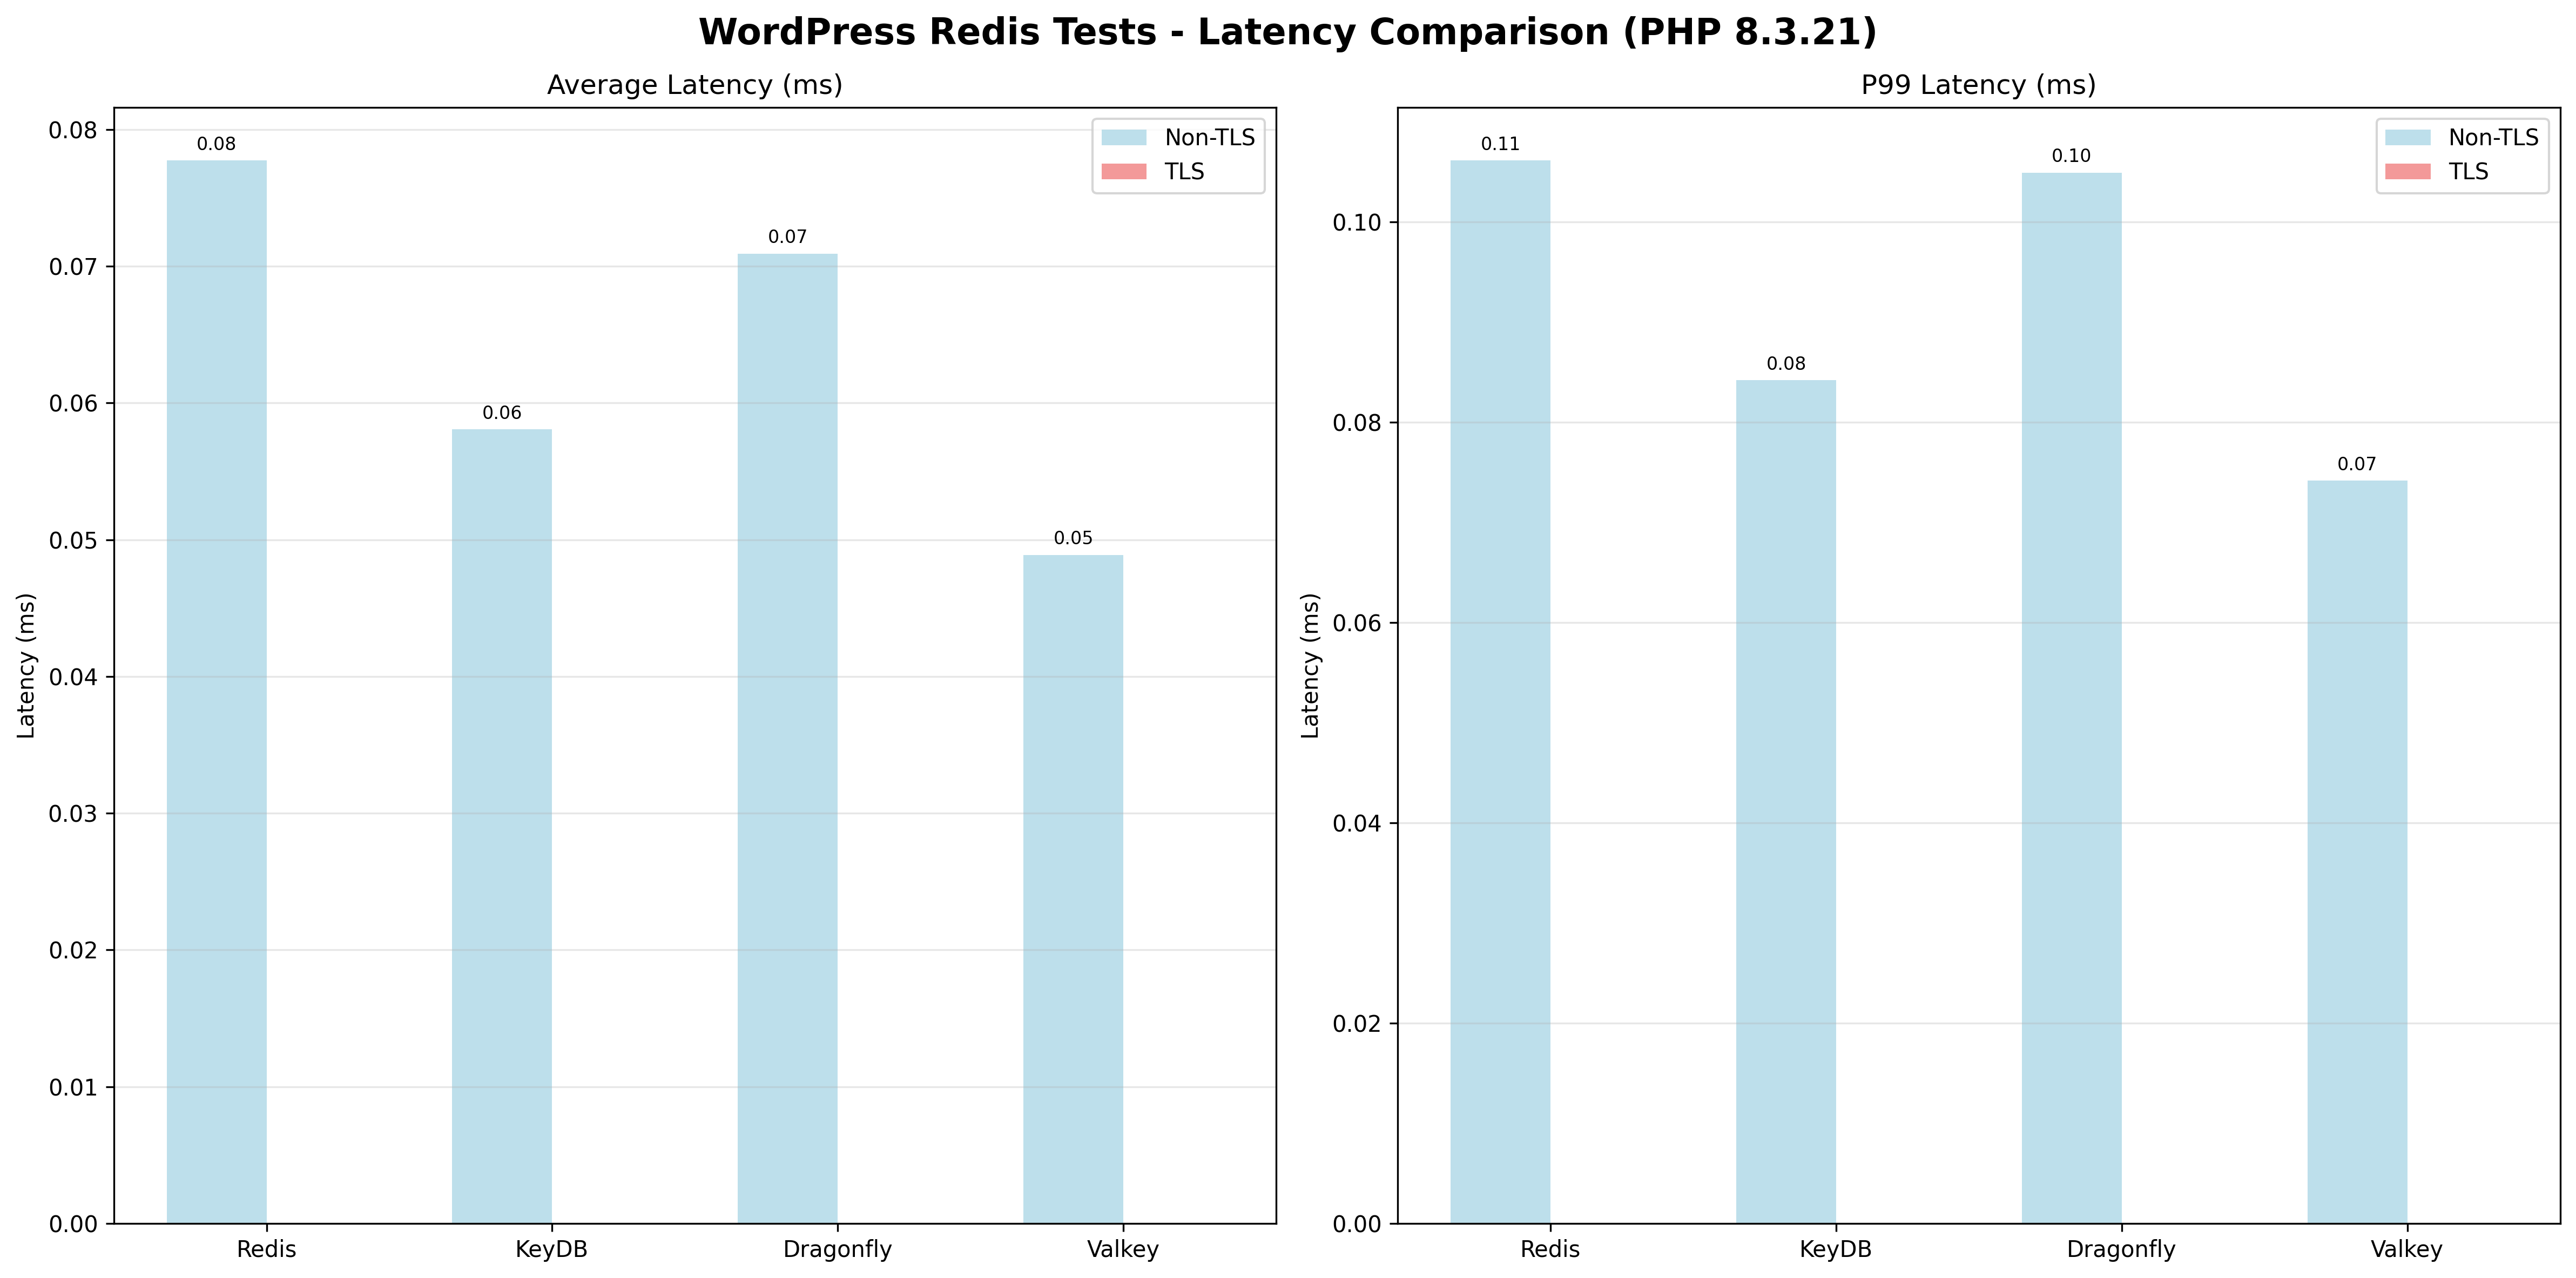 WordPress Redis Tests - Latency Comparison (PHP 8.3.21)
Average Latency (ms)
Non-TLS
TLS
Latency (ms)
0.08
0.07
0.06
0.05
0.04
0.03
0.02
0.01
0.00
0.08
0.06
0.07
0.05
Redis
KeyDB
Dragonfly
Valkey
P99 Latency (ms)
Non-TLS
TLS
Latency (ms)
0.10
0.08
0.06
0.04
0.02
0.00
0.11
0.08
0.10
0.07
Redis
KeyDB
Dragonfly
Valkey